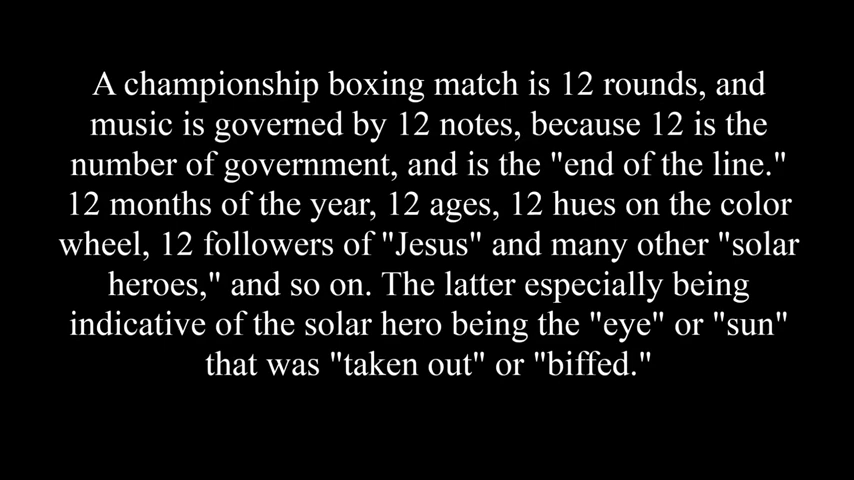 A championship boxing match is 12 rounds, and
music is governed by 12 notes, because 12 is the
number of government, and is the "end of the line."
12 months of the year, 12 ages, 12 hues on the color
wheel, 12 followers of "Jesus" and many other "solar
heroes," and so on. The latter especially being
indicative of the solar hero being the "eye" or "sun"
that was "taken out" or "biffed."